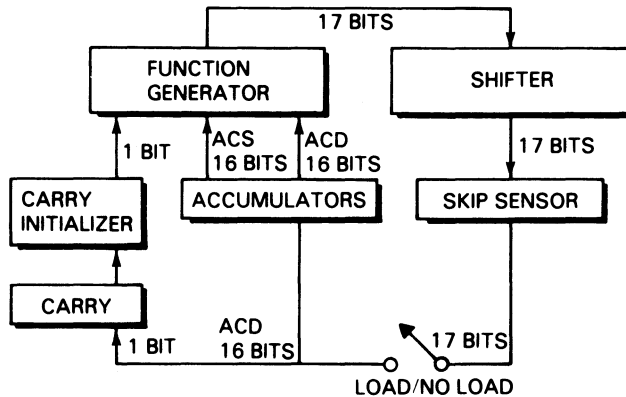 17 BITS
FUNCTION
GENERATOR
SHIFTER
1 BIT
ACS
16 BITS
ACD
16 BITS
17 BITS
CARRY
INITIALIZER
ACCUMULATORS
SKIP SENSOR
CARRY
1 BIT
ACD
16 BITS
17 BITS
LOAD/NO LOAD